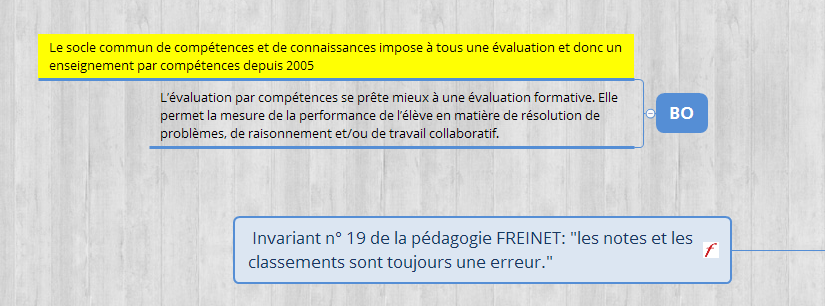 Le socle commun de compétences et de connaissances impose à tous une évaluation et donc un
enseignement par compétences depuis 2005
L'évaluation par compétences se prête mieux à une évaluation formative. Elle
permet la mesure de la performance de l'élève en matière de résolution de
problèmes, de raisonnement et/ou de travail collaboratif.
BO
Invariant n° 19 de la pédagogie FREINET: "les notes et les
classements sont toujours une erreur."
f